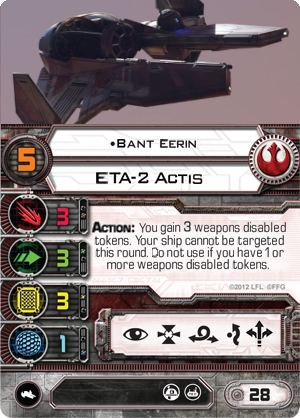 •Bant Eerin
5
ETA-2 Actis
3
3
3
1
Action: You gain 3 weapons disabled
tokens. Your ship cannot be targeted
this round. Do not use if you have 1 or
more weapons disabled tokens.
©2012 LFL ©FFG
28